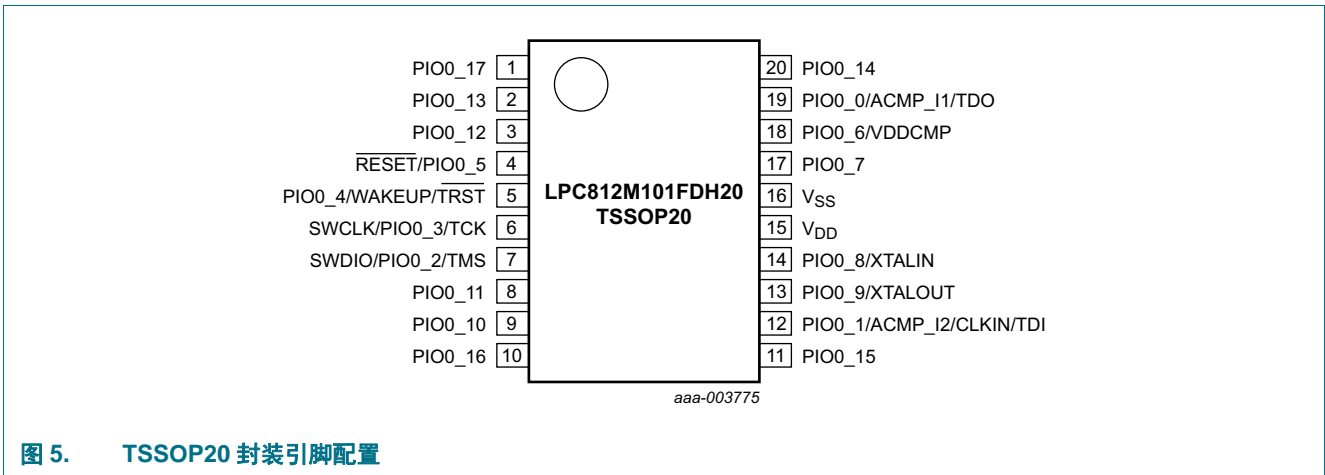 PIO0_17 1
PIO0_13 2
PIO0_12 3
RESET/PIO0_5 4
PIO0_4/WAKEUP/TRST 5
SWCLK/PIO0_3/TCK 6
SWDIO/PIO0_2/TMS 7
PIO0_11 8
PIO0_10 9
PIO0_16 10
LPC812M101FDH20
TSSOP20
20 PIO0_14
19 PIO0_0/ACMP_I1/TDO
18 PIO0_6/VDDCMP
17 PIO0_7
16 VSS
15 VDD
14 PIO0_8/XTALIN
13 PIO0_9/XTALOUT
12 PIO0_1/ACMP_I2/CLKIN/TDI
11 PIO0_15
aaa-003775
图 5. TSSOP20 封装引脚配置